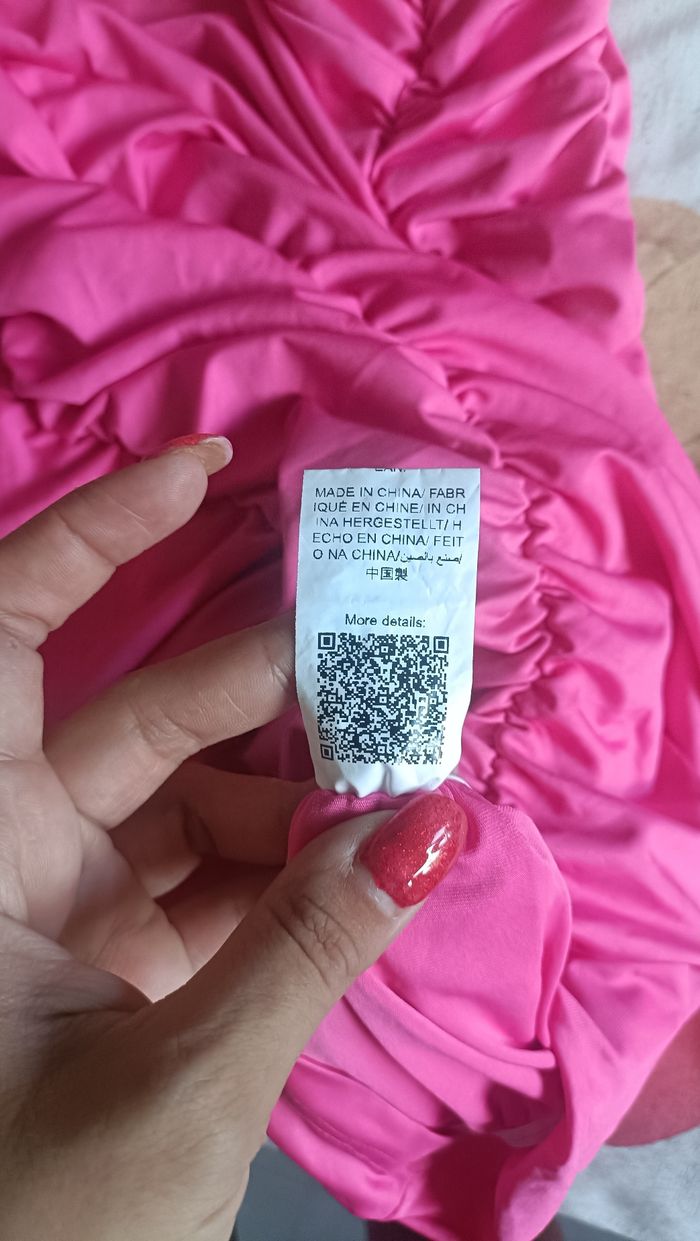 MADE IN CHINA/ FABR
IQUÉ EN CHINE/ IN CH
INA HERGESTELLT/ H
ECHO EN CHINA/ FEIT
O NA CHINA/صنع بالصين/
中国製
More details: